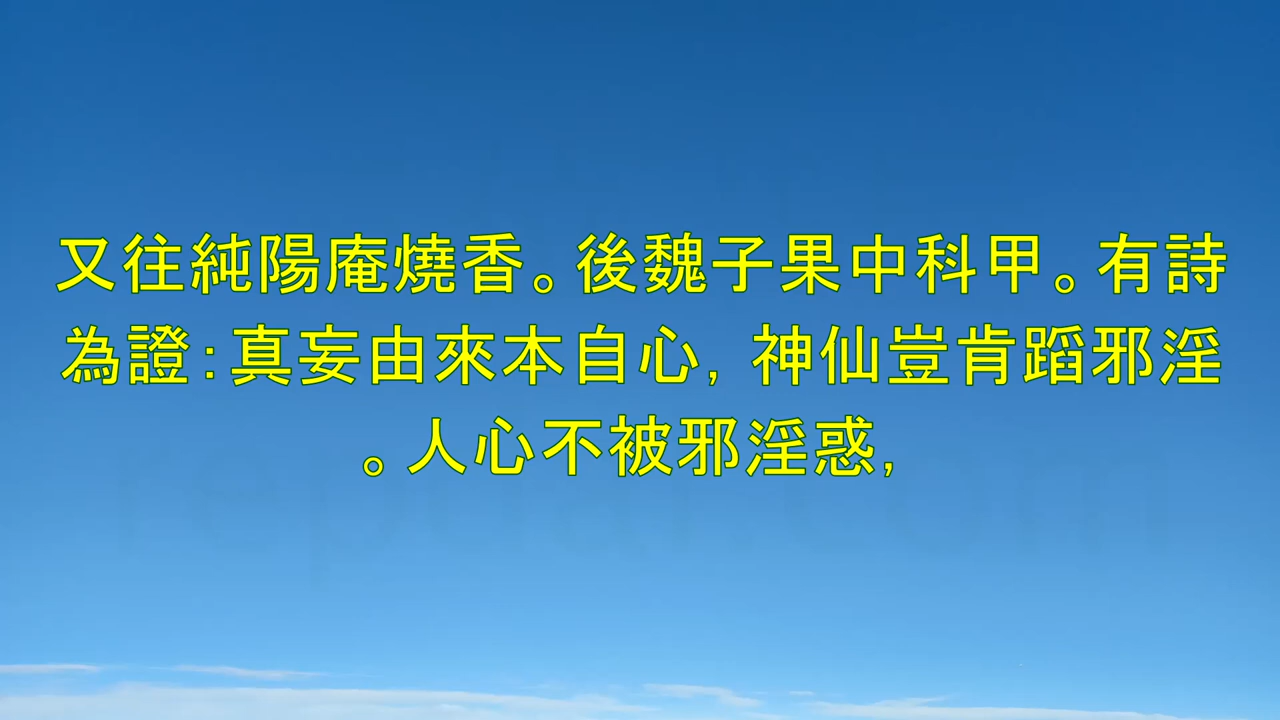 又往純陽庵燒香。後魏子果中科甲。有詩
為證：真妄由來本自心，神仙豈肯蹈邪淫
。人心不被邪淫惑，